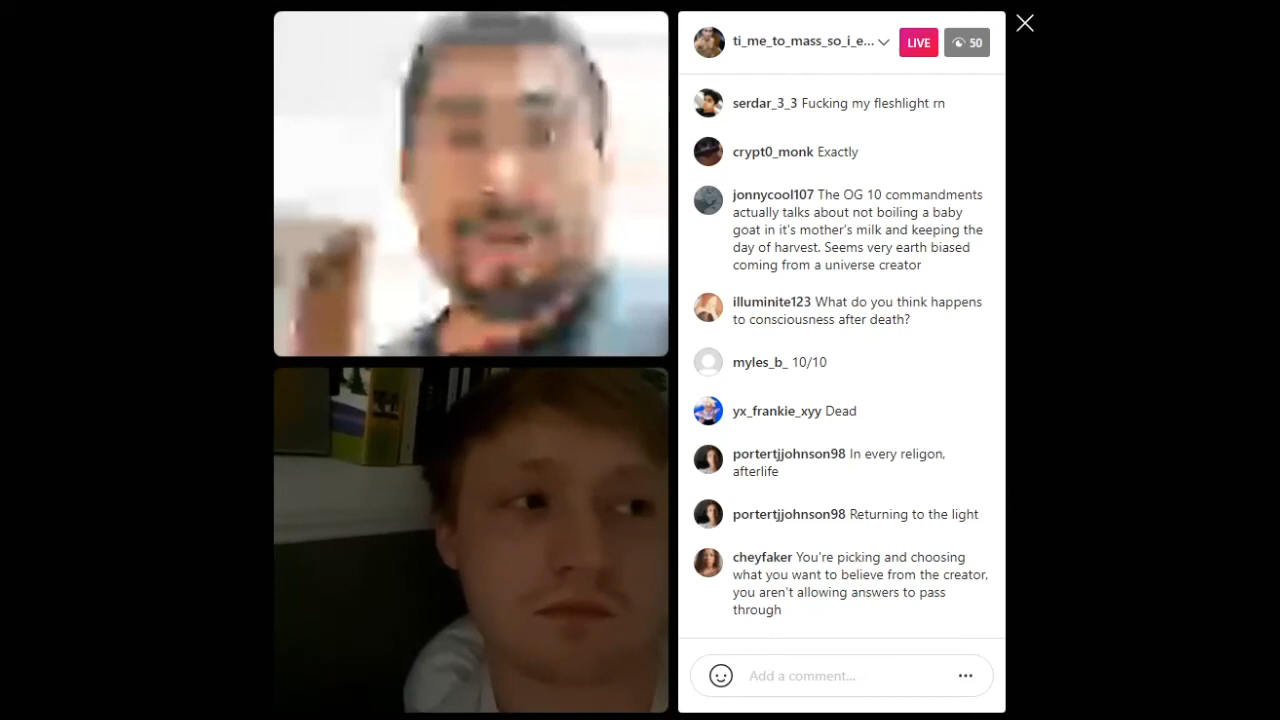 ti_me_to_mass_so_i_e...
LIVE
50
serdar_3_3 Fucking my fleshlight rn
crypt0_monk Exactly
jonnycool107 The OG 10 commandments
actually talks about not boiling a baby
goat in it's mother's milk and keeping the
day of harvest. Seems very earth biased
coming from a universe creator
illuminite123 What do you think happens
to consciousness after death?
myles_b_ 10/10
yx_frankie_xyy Dead
portertjjohnson98 In every religon,
afterlife
portertjjohnson98 Returning to the light
cheyfaker You're picking and choosing
what you want to believe from the creator,
you aren't allowing answers to pass
through
Add a comment...